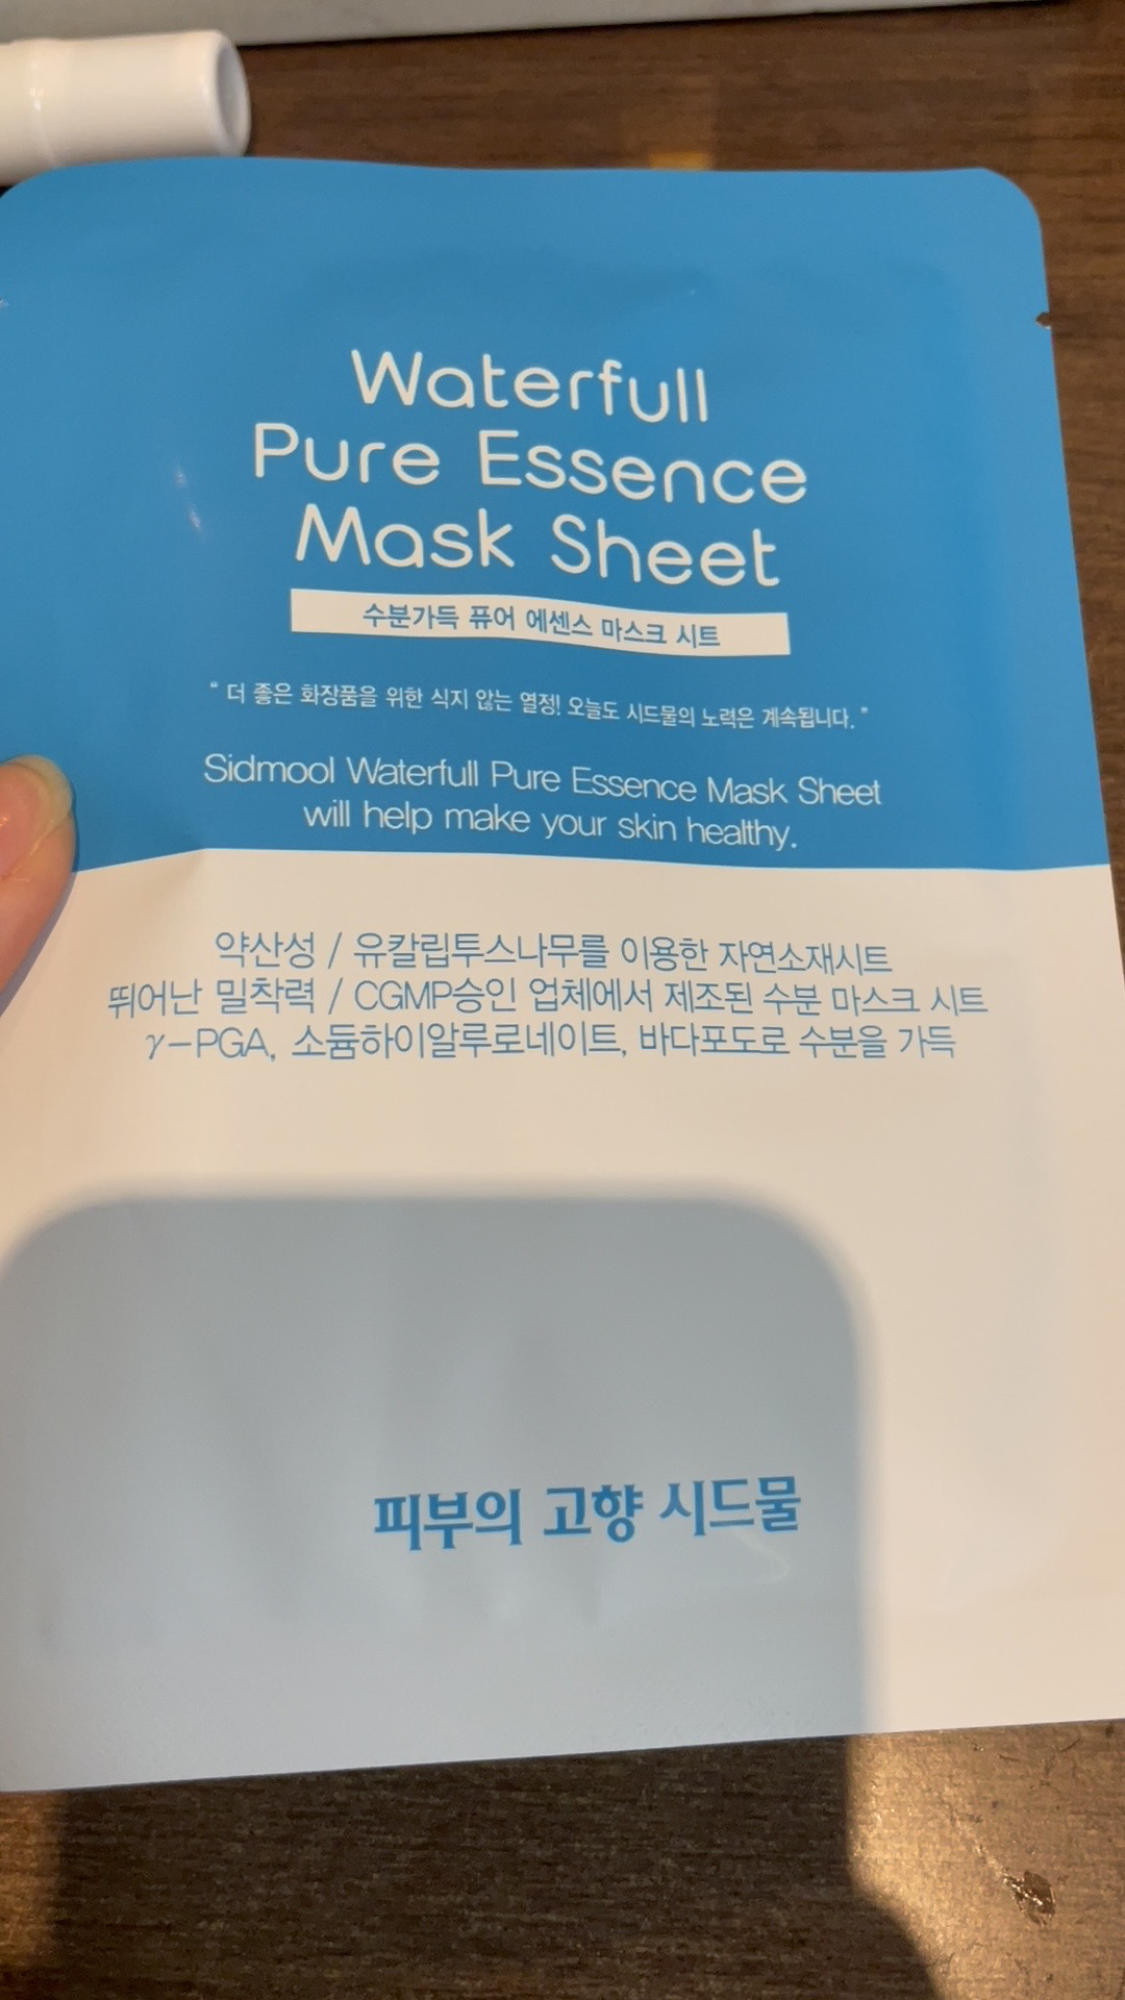 Waterfull
Pure Essence
Mask Sheet
수분가득 퓨어 에센스 마스크 시트
" 더 좋은 화장품을 위한 식지 않는 열정! 오늘도 시드물의 노력은 계속됩니다. "
Sidmool Waterfull Pure Essence Mask Sheet
will help make your skin healthy.
약산성 / 유칼립투스나무를 이용한 자연소재시트
뛰어난 밀착력 / CGMP승인 업체에서 제조된 수분 마스크 시트
γ-PGA, 소듐하이알루로네이트, 바다포도로 수분을 가득
피부의 고향 시드물